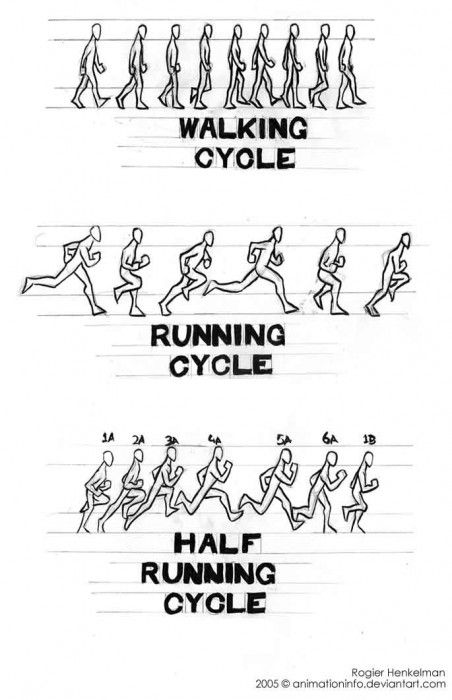 WALKING
CYCLE
RUNNING
CYCLE
1A 2A 3A 4A 5A 6A 1B
HALF
RUNNING
CYCLE
Rogier Henkelman
2005 © animationinfo.deviantart.com